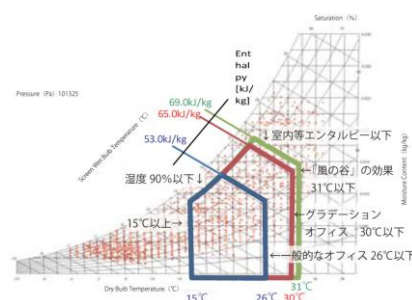 Saturation (%)
Enthalpy [kJ/kg]
Pressure (Pa) 101325
69.0kJ/kg
65.0kJ/kg
53.0kJ/kg
Screen Wet Bulb Temperature (℃)
↓室内等エンタルピー以下
湿度 90%以下↓
←「風の谷」の効果
31℃以下
15℃以上→
←グラデーション
オフィス 30℃以下
←一般的なオフィス 26℃以下
Moisture Content (kg/kg)
Dry Bulb Temperature (℃)
15℃
26℃
30℃
31℃